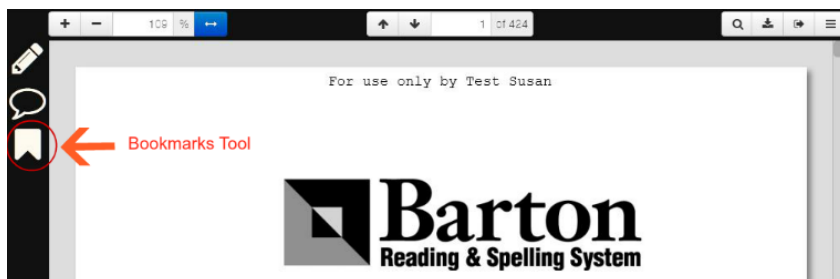 109 % 1 of 424
For use only by Test Susan
Bookmarks Tool
Barton
Reading & Spelling System